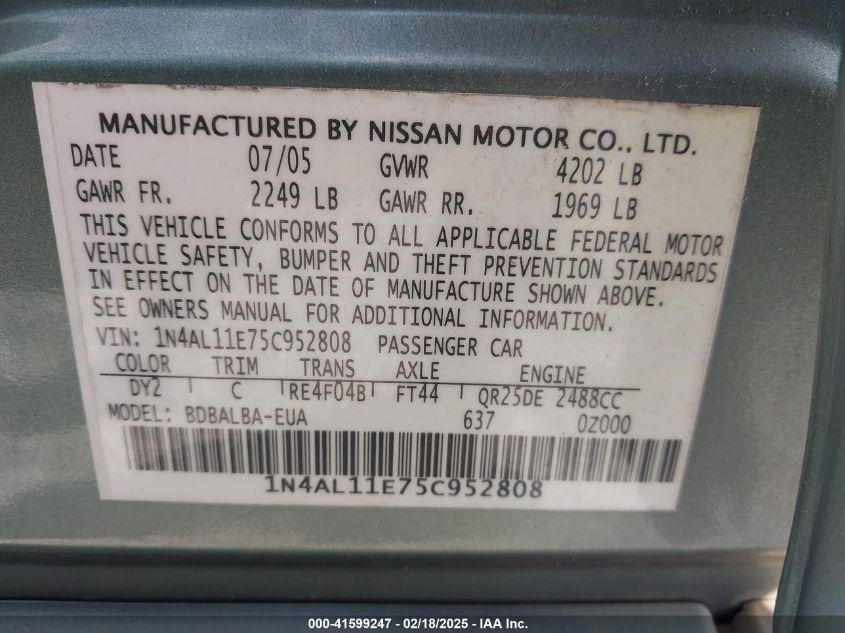 MANUFACTURED BY NISSAN MOTOR CO., LTD.
DATE 07/05 GVWR 4202 LB
GAWR FR. 2249 LB GAWR RR. 1969 LB
THIS VEHICLE CONFORMS TO ALL APPLICABLE FEDERAL MOTOR
VEHICLE SAFETY, BUMPER AND THEFT PREVENTION STANDARDS
IN EFFECT ON THE DATE OF MANUFACTURE SHOWN ABOVE.
SEE OWNERS MANUAL FOR ADDITIONAL INFORMATION.
VIN: 1N4AL11E75C952808 PASSENGER CAR
COLOR TRIM TRANS AXLE ENGINE
DY2 C RE4F04B FT44 QR25DE 2488CC
MODEL: BDBALBA-EUA 637 0Z000
1N4AL11E75C952808
000-41599247 - 02/18/2025 - IAA Inc.